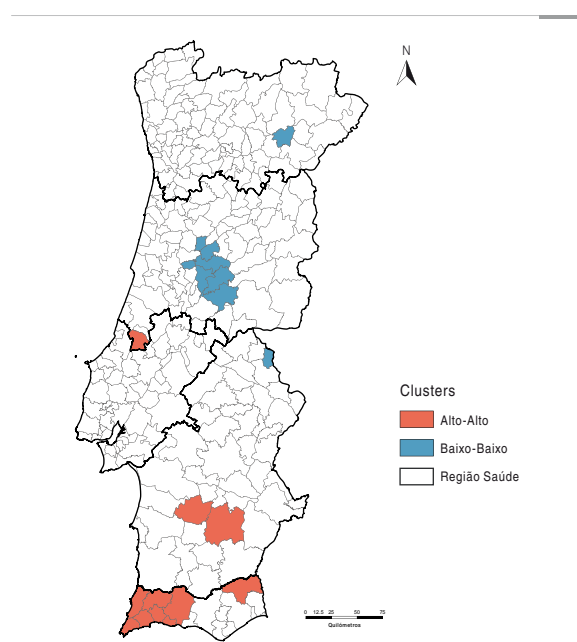 N
Clusters
Alto-Alto
Baixo-Baixo
Região Saúde
0 12.5 25 50 75
Quilómetros